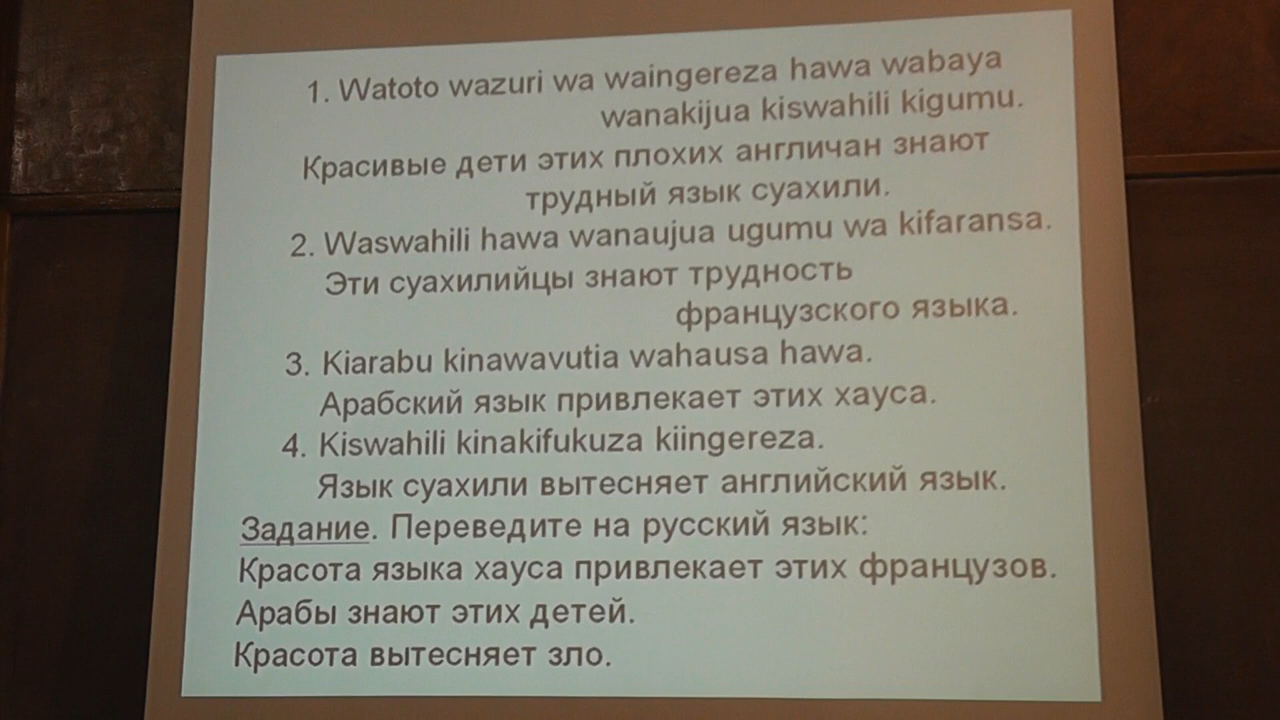 1. Watoto wazuri wa waingereza hawa wabaya
wanakijua kiswahili kigumu.
Красивые дети этих плохих англичан знают
трудный язык суахили.
2. Waswahili hawa wanaujua ugumu wa kifaransa.
Эти суахилийцы знают трудность
французского языка.
3. Kiarabu kinawavutia wahausa hawa.
Арабский язык привлекает этих хауса.
4. Kiswahili kinakifukuza kiingereza.
Язык суахили вытесняет английский язык.
Задание. Переведите на русский язык:
Красота языка хауса привлекает этих французов.
Арабы знают этих детей.
Красота вытесняет зло.